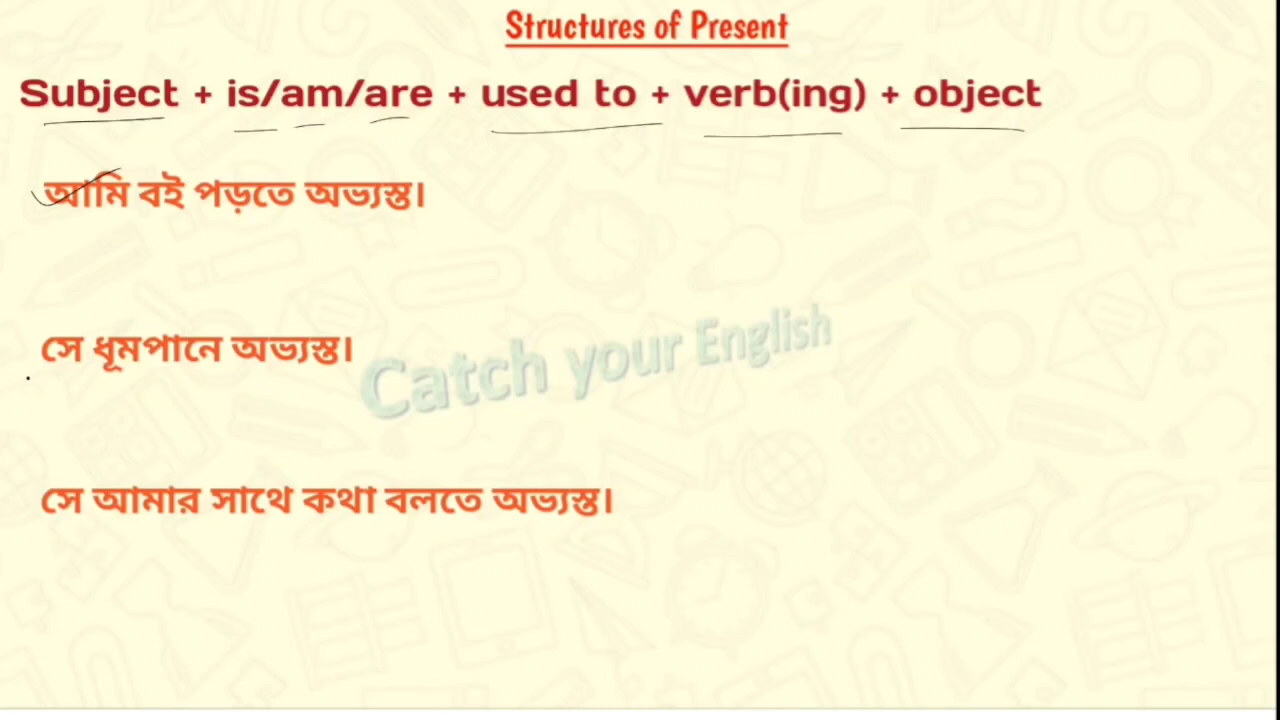 Structures of Present
Subject + is/am/are + used to + verb(ing) + object
আমি বই পড়তে অভ্যস্ত।
সে ধূমপানে অভ্যস্ত।
Catch your English
সে আমার সাথে কথা বলতে অভ্যস্ত।